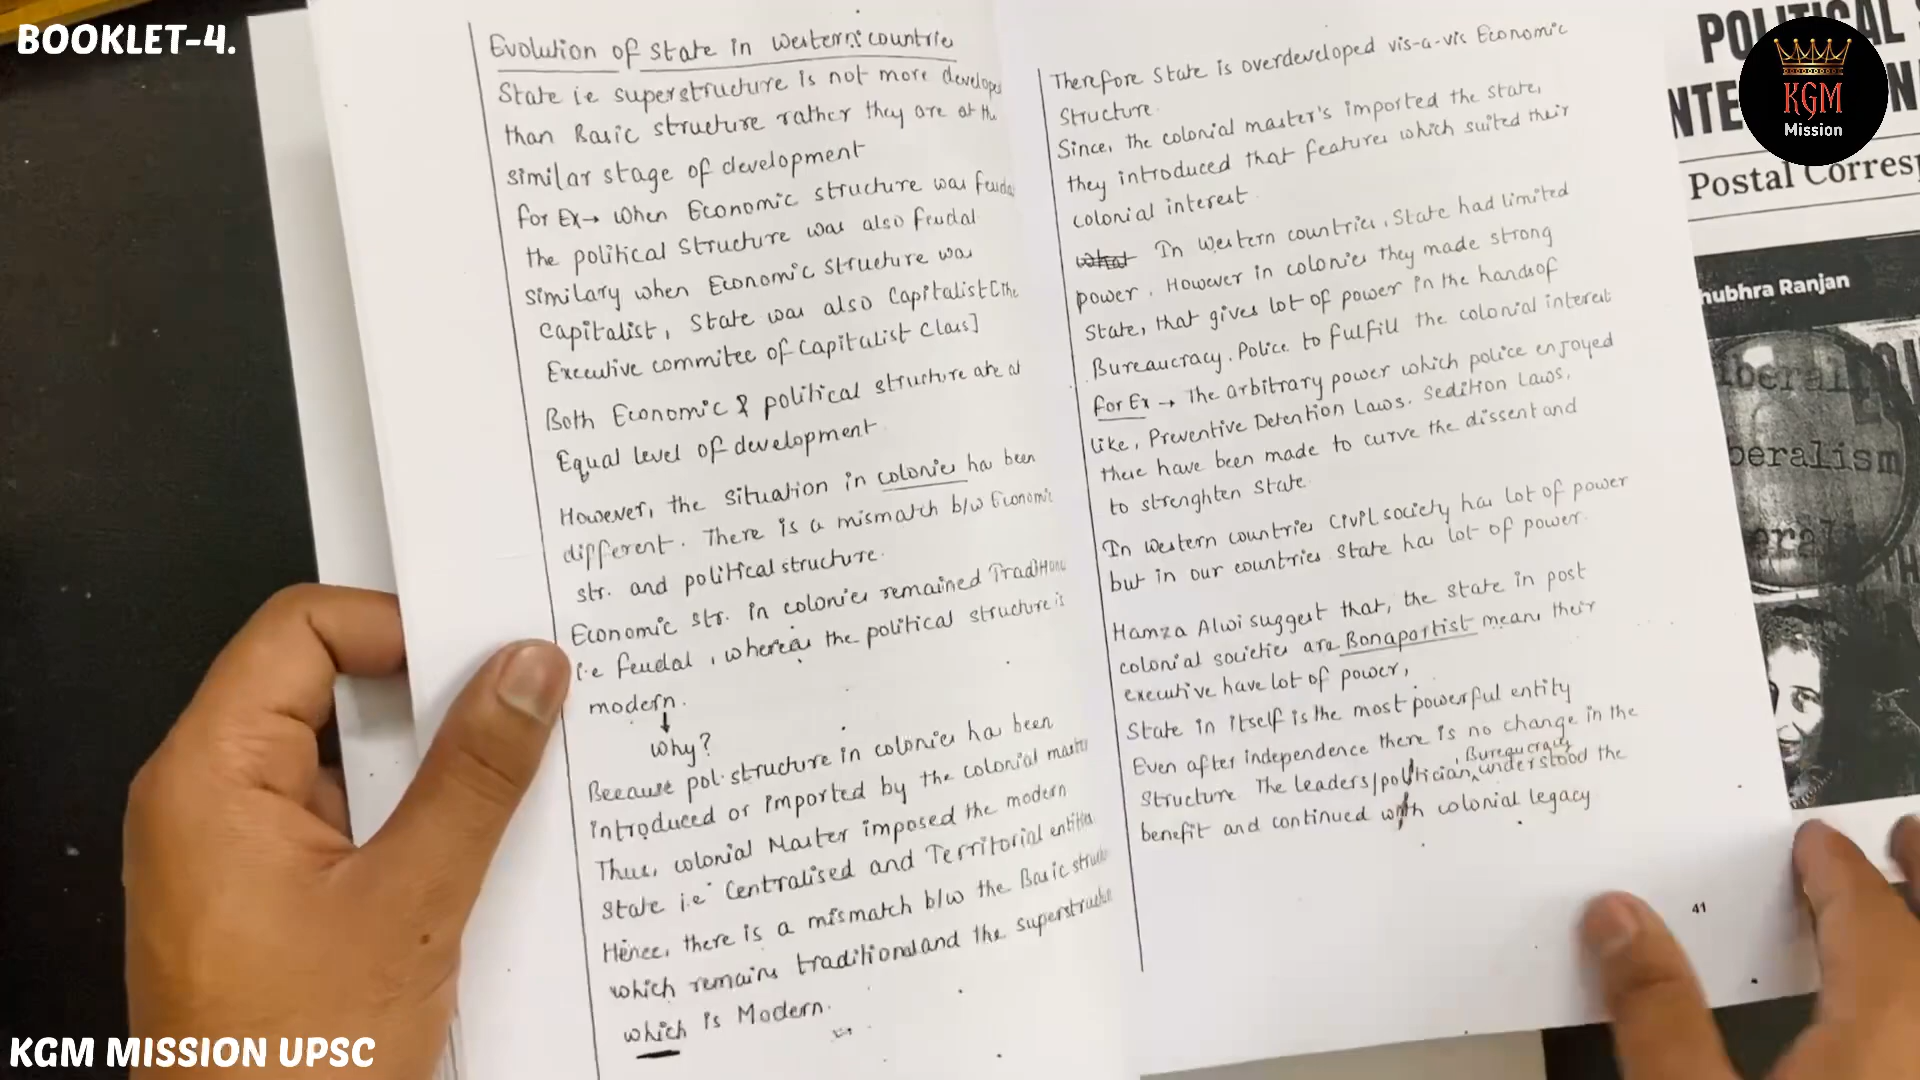 BOOKLET-4.
Evolution of State in Western countrie
State i.e superstructure is not more develope
than Basic structure rather they are at the
similar stage of development
for Ex → when Economic structure was feuda
the political Structure was also feudal
similary when Economic structure was
Capitalist, State was also Capitalist [the
Executive commitee of Capitalist Class]
Both Economic & political structure are at
Equal level of development
However, the situation in colonies has been
different. There is a mismatch b/w Economic
str. and political structure.
Economic str. in colonies remained Traditiona
i.e feudal, whereas the political structure is
modern.
↓
why?
Because pol. structure in colonies has been
introduced or imported by the colonial master
Thus, colonial Master imposed the modern
State i.e Centralised and Territorial entities
Hence, there is a mismatch b/w the Basic struc
which remains traditional and the superstructure
which is Modern.
Therefore State is overdeveloped vis-a-vis Economic
Structure.
Since, the colonial master's imported the state,
they introduced that features which suited their
colonial interest
what In Western countries, State had limited
power. However in colonies they made strong
State, that gives lot of power in the hands of
Bureaucracy. Police to fulfill the colonial interest
for Ex → The arbitrary power which police enjoyed
like, Preventive Detention Laws. Sedition Laws,
these have been made to curve the dissent and
to strenghten State
In Western countries Civil society has lot of power
but in our countries State has lot of power.
Hamza Alwi suggest that, the state in post
colonial societies are Bonapartist means their
executive have lot of power,
State in itself is the most powerful entity
Even after independence there is no change in the
Structure The leaders/politician, Bureaucracy understood the
benefit and continued with colonial legacy
41
POLITICAL
NTE
N
Postal Corres
hubhra Ranjan
iberal
beralism
eral
KGM
Mission
KGM MISSION UPSC